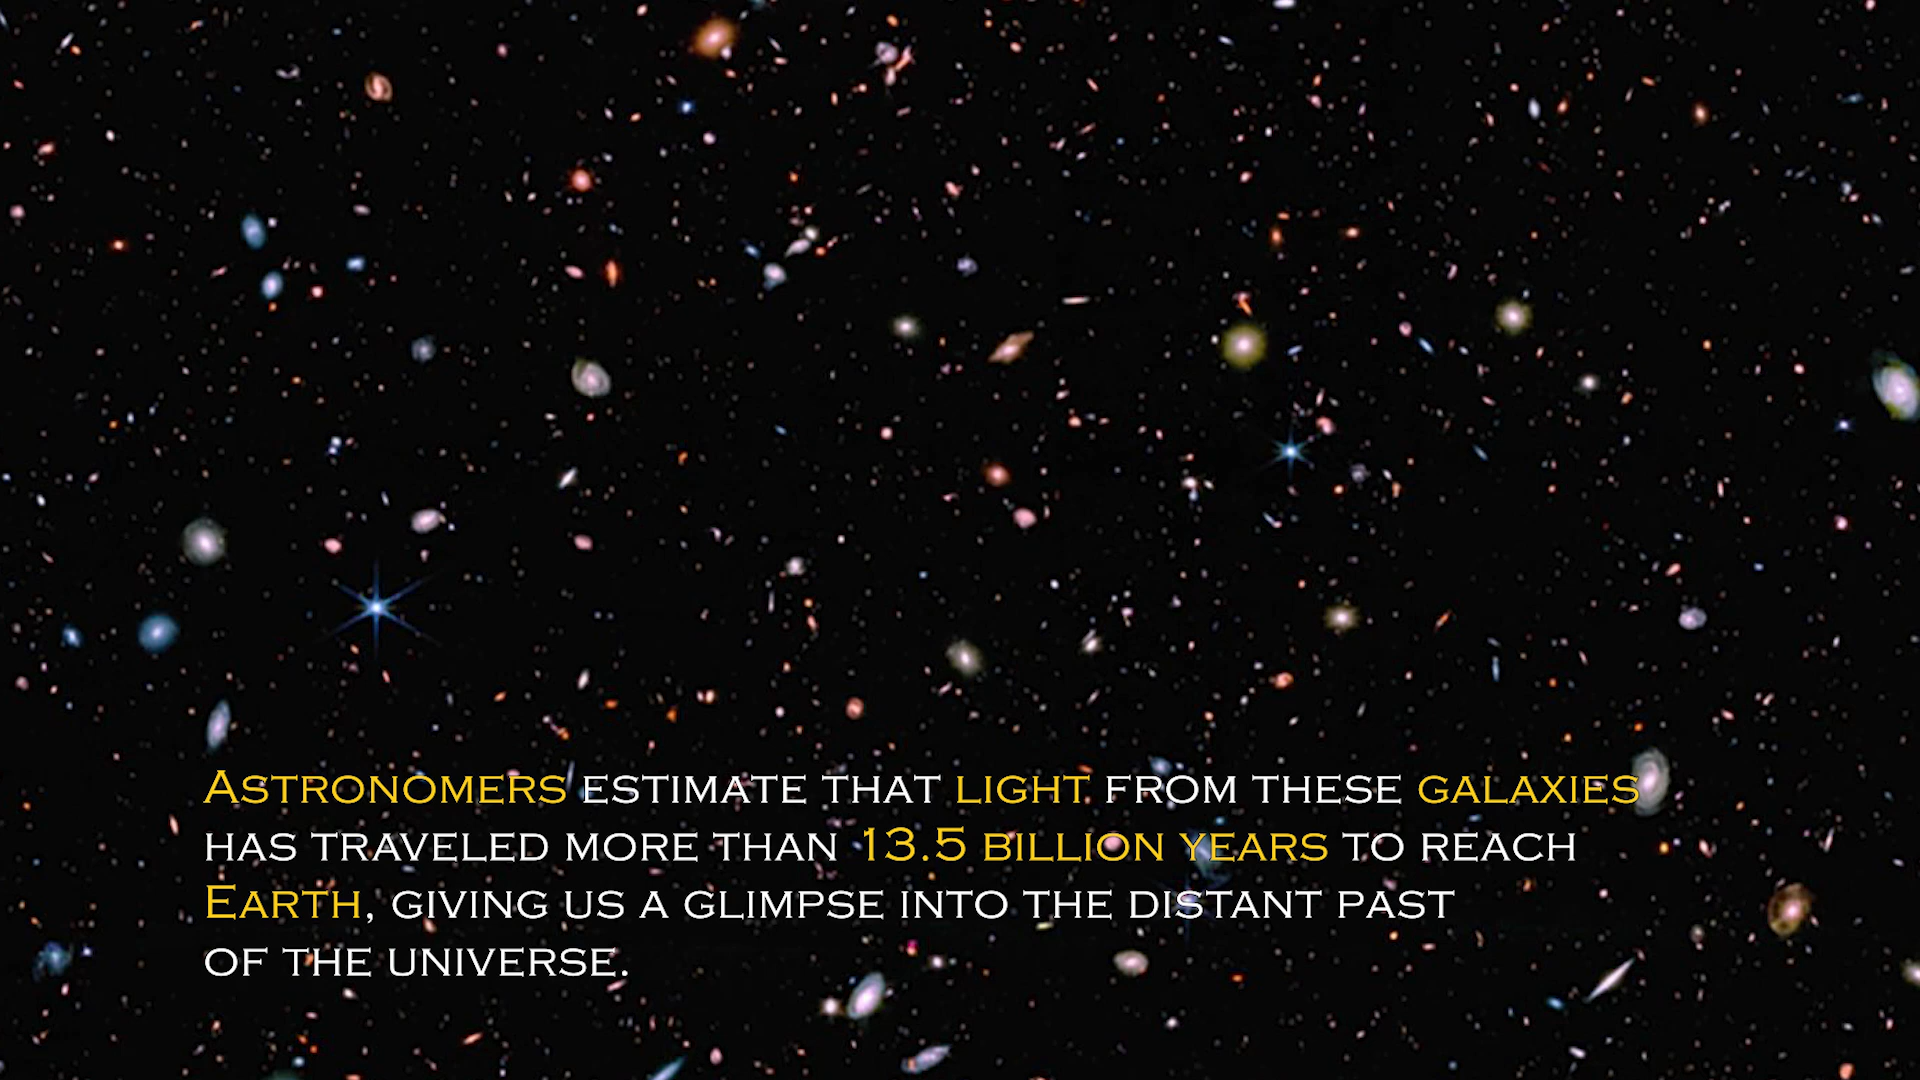 Astronomers estimate that light from these galaxies
has traveled more than 13.5 billion years to reach
Earth, giving us a glimpse into the distant past
of the universe.